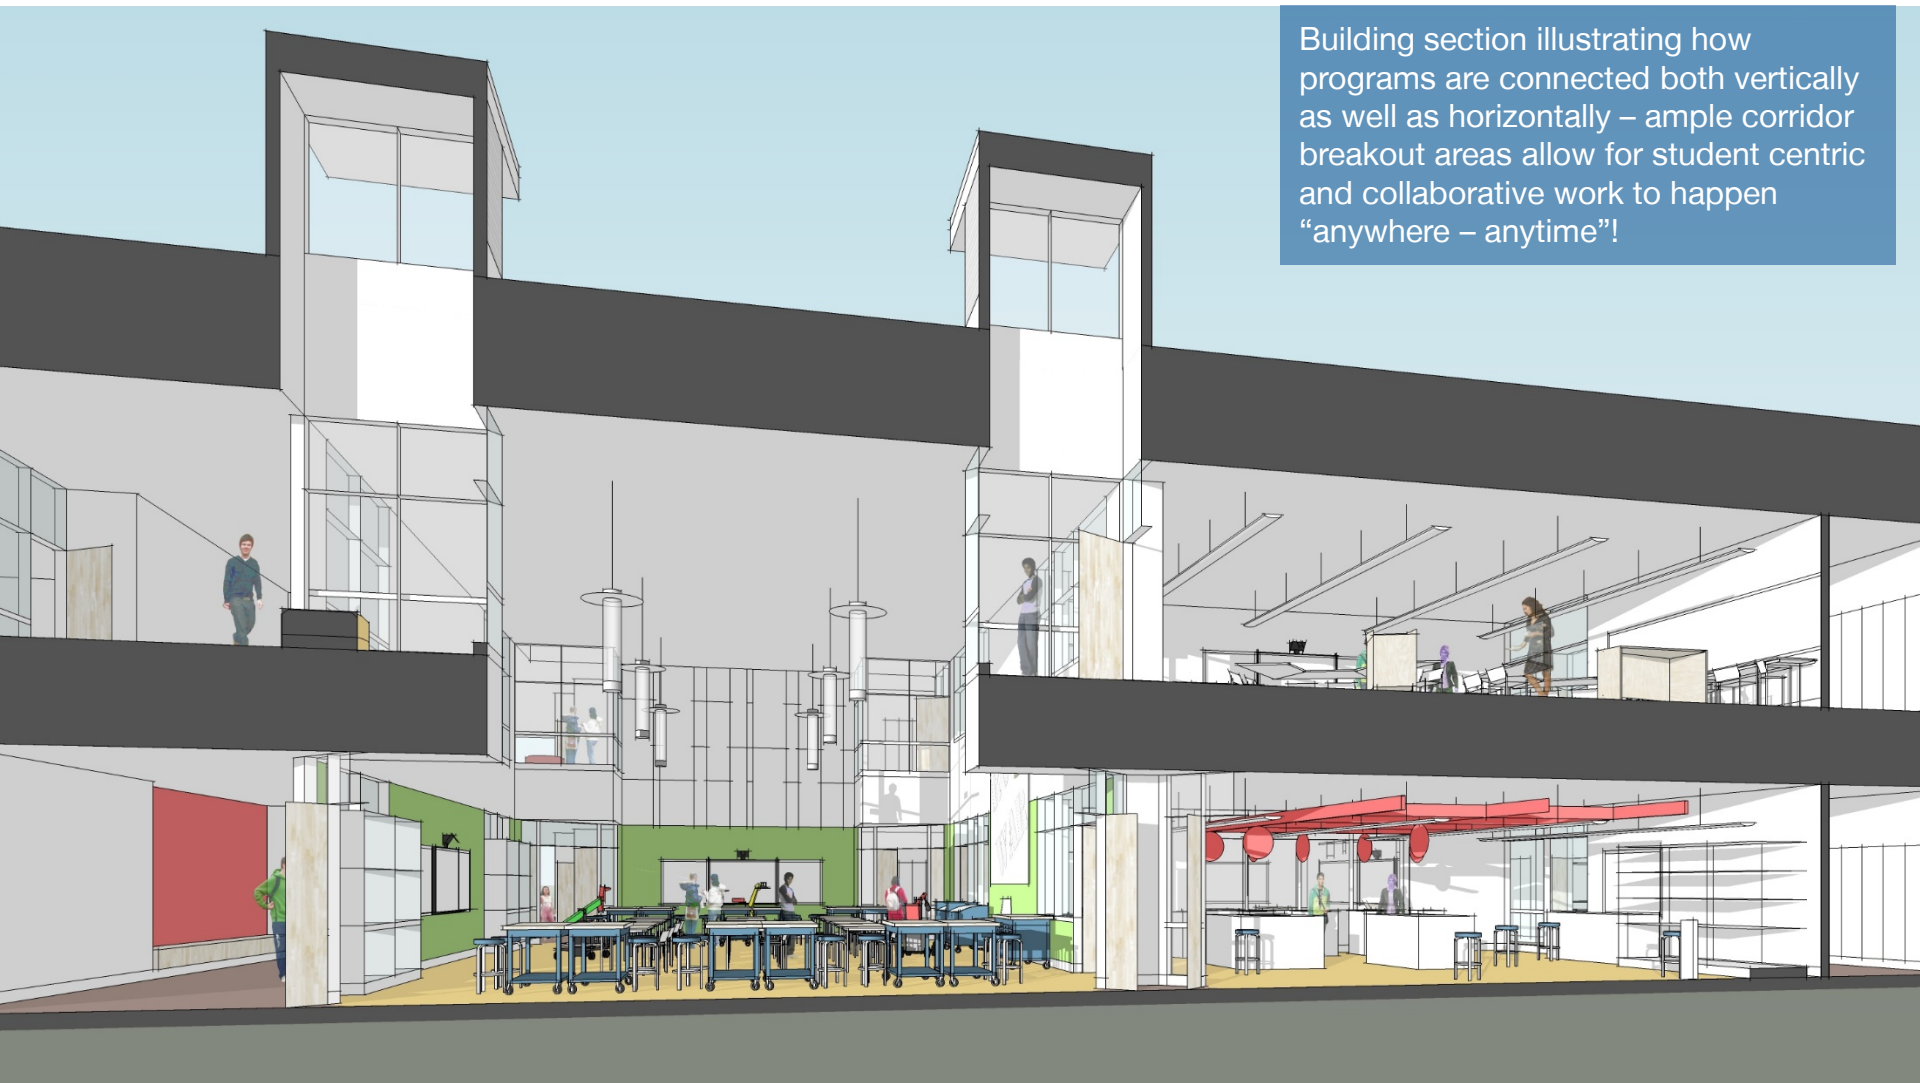 Building section illustrating how
programs are connected both vertically
as well as horizontally – ample corridor
breakout areas allow for student centric
and collaborative work to happen
“anywhere – anytime”!